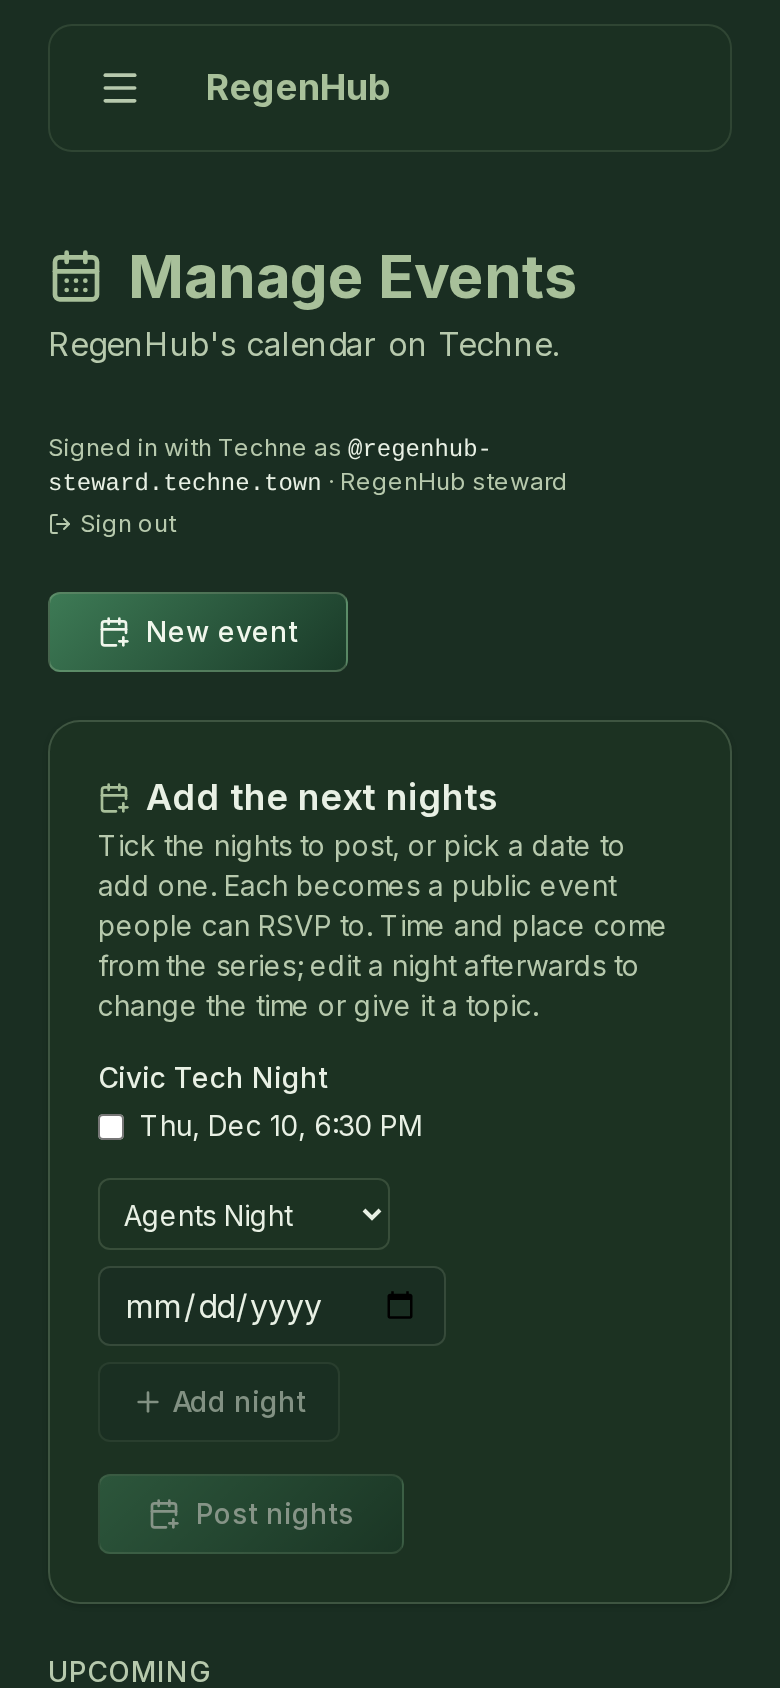 RegenHub
Manage Events
RegenHub's calendar on Techne.
Signed in with Techne as @regenhub-
steward.techne.town · RegenHub steward
Sign out
New event
Add the next nights
Tick the nights to post, or pick a date to
add one. Each becomes a public event
people can RSVP to. Time and place come
from the series; edit a night afterwards to
change the time or give it a topic.
Civic Tech Night
Thu, Dec 10, 6:30 PM
Agents Night
mm/dd/yyyy
Add night
Post nights
UPCOMING